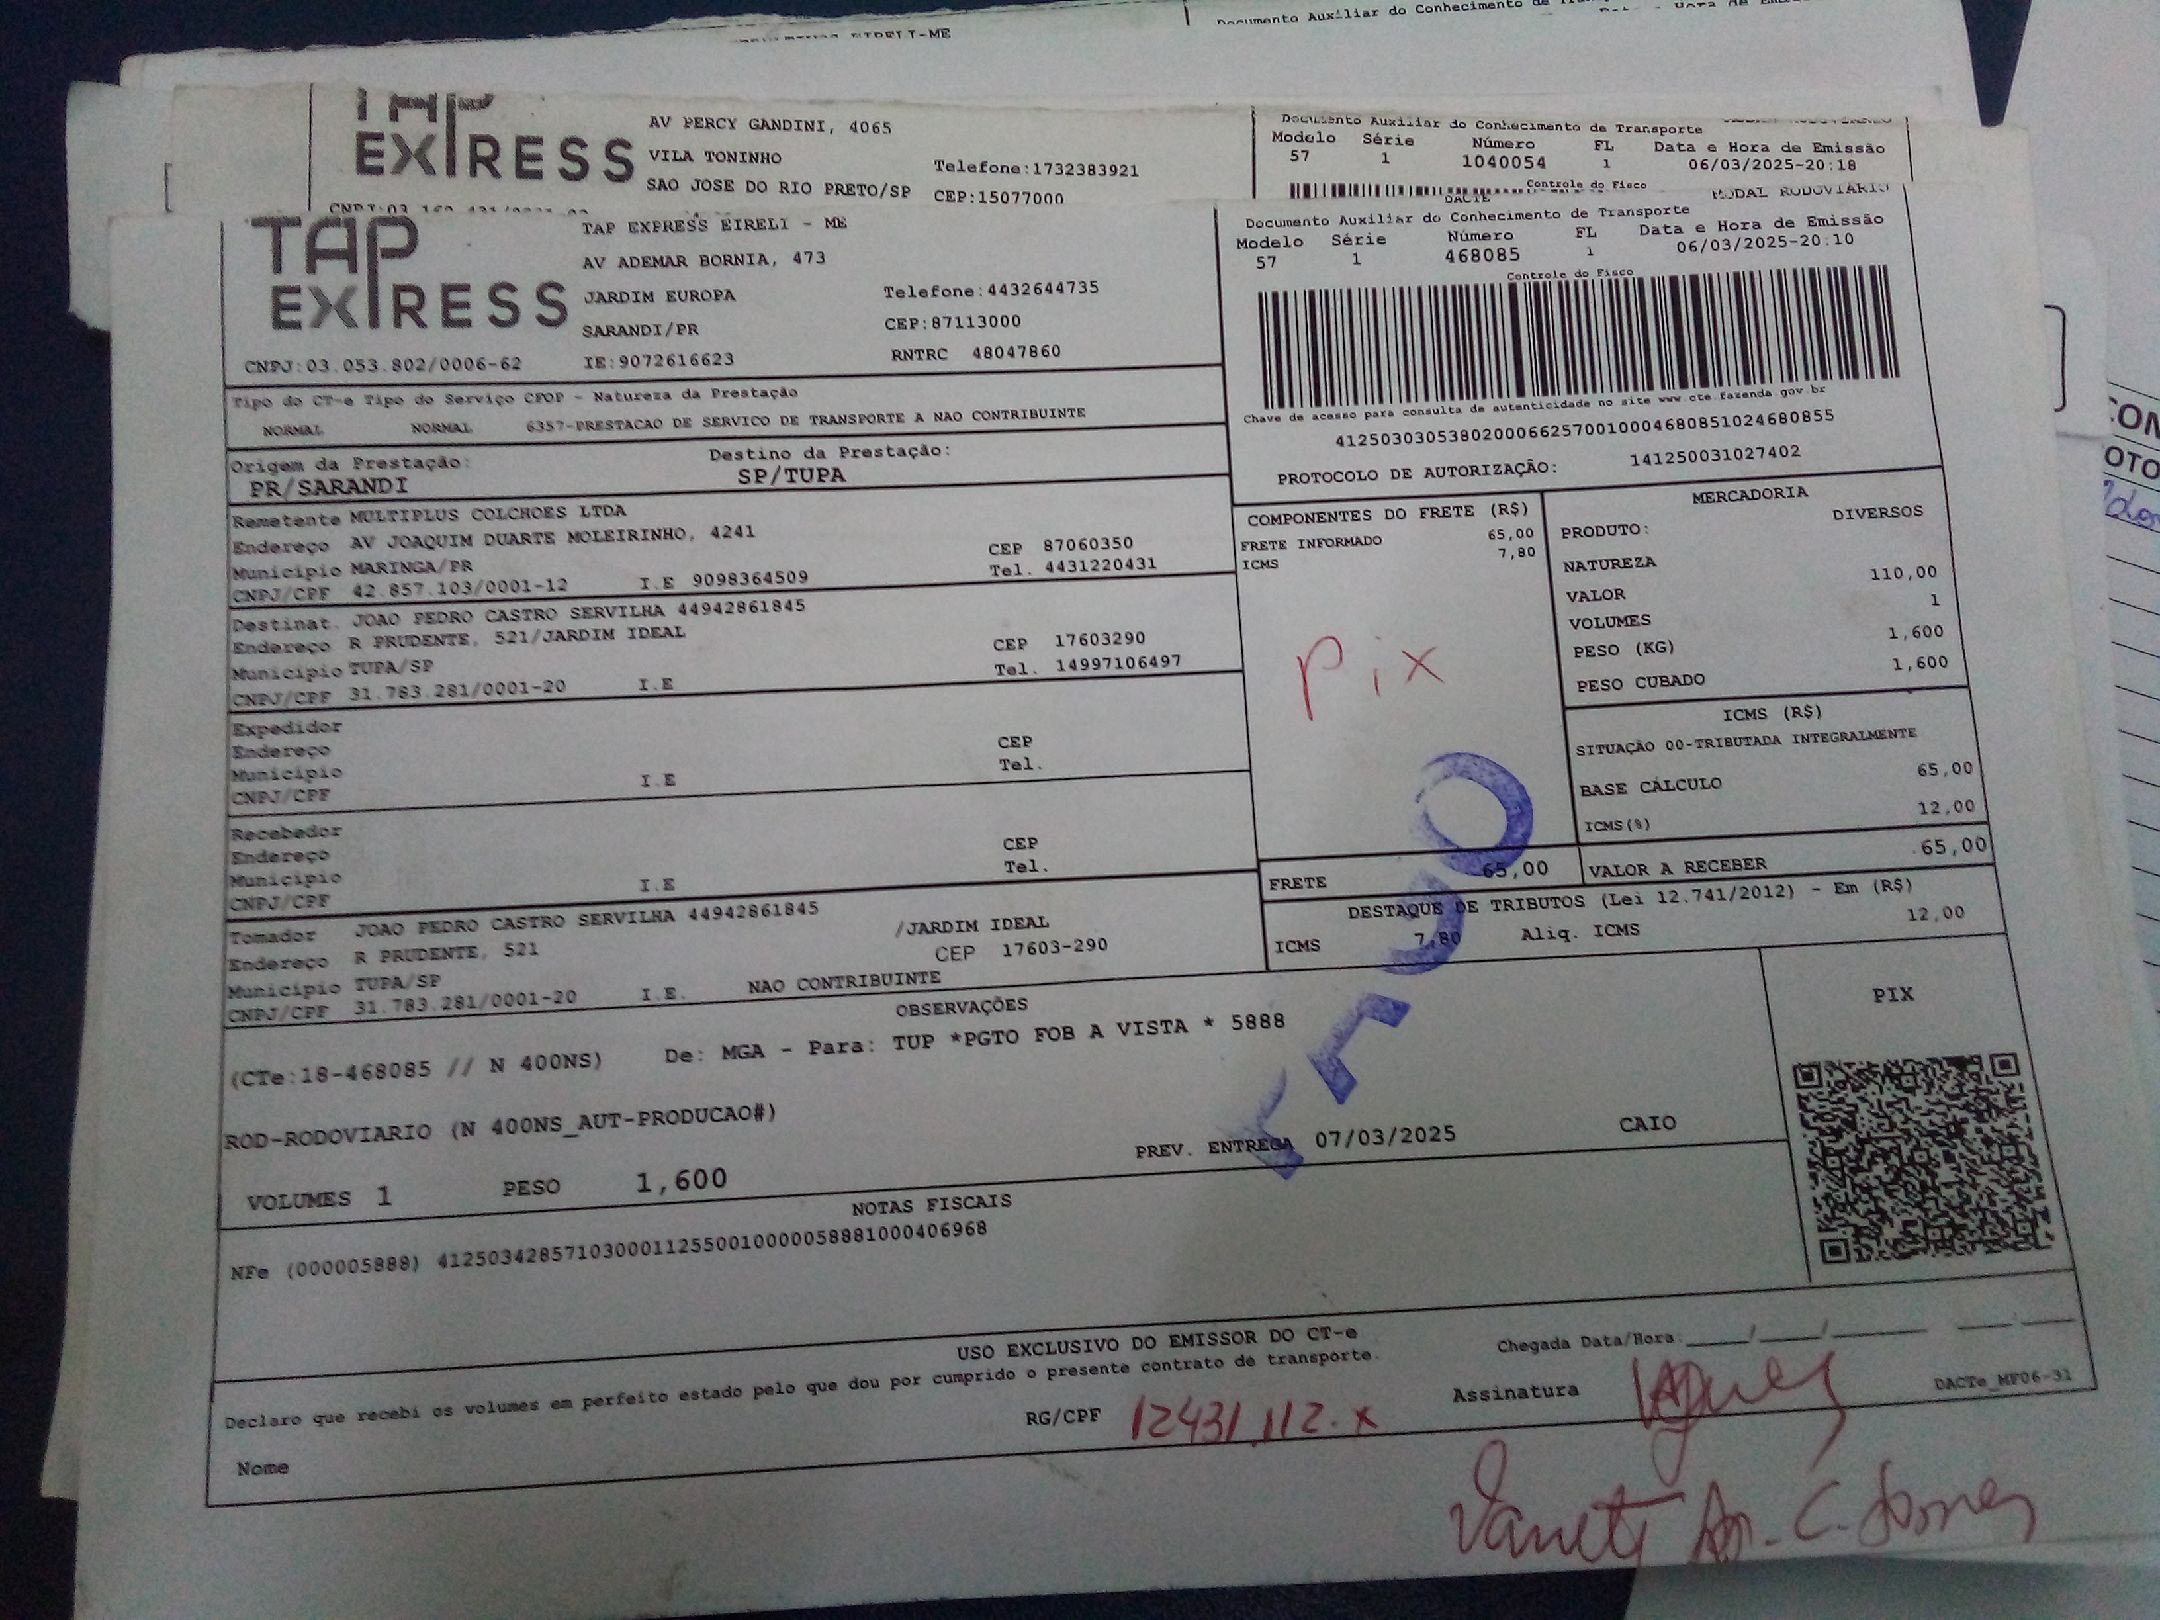 EIRELI-ME
Documento Auxiliar do Conhecimento de
TAP EXPRESS
AV PERCY GANDINI, 4065
VILA TONINHO
Telefone:1732383921
SAO JOSE DO RIO PRETO/SP CEP:15077000
Documento Auxiliar do Conhecimento de Transporte
Modelo Série Número FL Data e Hora de Emissão
57 1 1040054 1 06/03/2025-20:18
Controle do Fisco
TAP EXPRESS
TAP EXPRESS EIRELI - ME
AV ADEMAR BORNIA, 473
JARDIM EUROPA Telefone:4432644735
SARANDI/PR CEP:87113000
CNPJ:03.053.802/0006-62 IE:9072616623 RNTRC 48047860
DACTE MODAL RODOVIÁRIO
Documento Auxiliar do Conhecimento de Transporte
Modelo Série Número FL Data e Hora de Emissão
57 1 468085 1 06/03/2025-20:10
Controle do Fisco
Chave de acesso para consulta de autenticidade no site www.cte.fazenda.gov.br
41250303053802000662570010004680851024680855
PROTOCOLO DE AUTORIZAÇÃO: 141250031027402
Tipo do CT-e Tipo do Serviço CFOP - Natureza da Prestação
NORMAL NORMAL 6357-PRESTACAO DE SERVICO DE TRANSPORTE A NAO CONTRIBUINTE
Origem da Prestação: Destino da Prestação:
PR/SARANDI SP/TUPA
Remetente MULTIPLUS COLCHOES LTDA
Endereço AV JOAQUIM DUARTE MOLEIRINHO, 4241 CEP 87060350
Município MARINGA/PR Tel. 4431220431
CNPJ/CPF 42.857.103/0001-12 I.E 9098364509
Destinat. JOAO PEDRO CASTRO SERVILHA 44942861845
Endereço R PRUDENTE, 521/JARDIM IDEAL CEP 17603290
Município TUPA/SP Tel. 14997106497
CNPJ/CPF 31.783.281/0001-20 I.E
Expedidor
Endereço CEP
Município Tel.
CNPJ/CPF I.E
Recebedor
Endereço CEP
Município Tel.
CNPJ/CPF I.E
Tomador JOAO PEDRO CASTRO SERVILHA 44942861845
Endereço R PRUDENTE, 521 /JARDIM IDEAL
Município TUPA/SP CEP 17603-290
CNPJ/CPF 31.783.281/0001-20 I.E. NAO CONTRIBUINTE
COMPONENTES DO FRETE (R$)
FRETE INFORMADO 65,00
ICMS 7,80
Pix
MERCADORIA
PRODUTO: DIVERSOS
NATUREZA
VALOR 110,00
VOLUMES 1
PESO (KG) 1,600
PESO CUBADO 1,600
ICMS (R$)
SITUAÇÃO 00-TRIBUTADA INTEGRALMENTE
BASE CÁLCULO 65,00
ICMS(%) 12,00
FRETE 65,00 VALOR A RECEBER 65,00
DESTAQUE DE TRIBUTOS (Lei 12.741/2012) - Em (R$)
ICMS 7,80 Aliq. ICMS 12,00
OBSERVAÇÕES
(CTe:18-468085 // N 400NS) De: MGA - Para: TUP *PGTO FOB A VISTA * 5888
ROD-RODOVIARIO (N 400NS_AUT-PRODUCAO#)
PREV. ENTREGA 07/03/2025 CAIO
VOLUMES 1 PESO 1,600
PIX
NOTAS FISCAIS
NFe (000005888) 41250342857103000112550010000058881000406968
USO EXCLUSIVO DO EMISSOR DO CT-e
Declaro que recebi os volumes em perfeito estado pelo que dou por cumprido o presente contrato de transporte.
Chegada Data/Hora:____/____/______ ___:___
Nome RG/CPF 12431.112-x Assinatura
DACTe_MF06-31